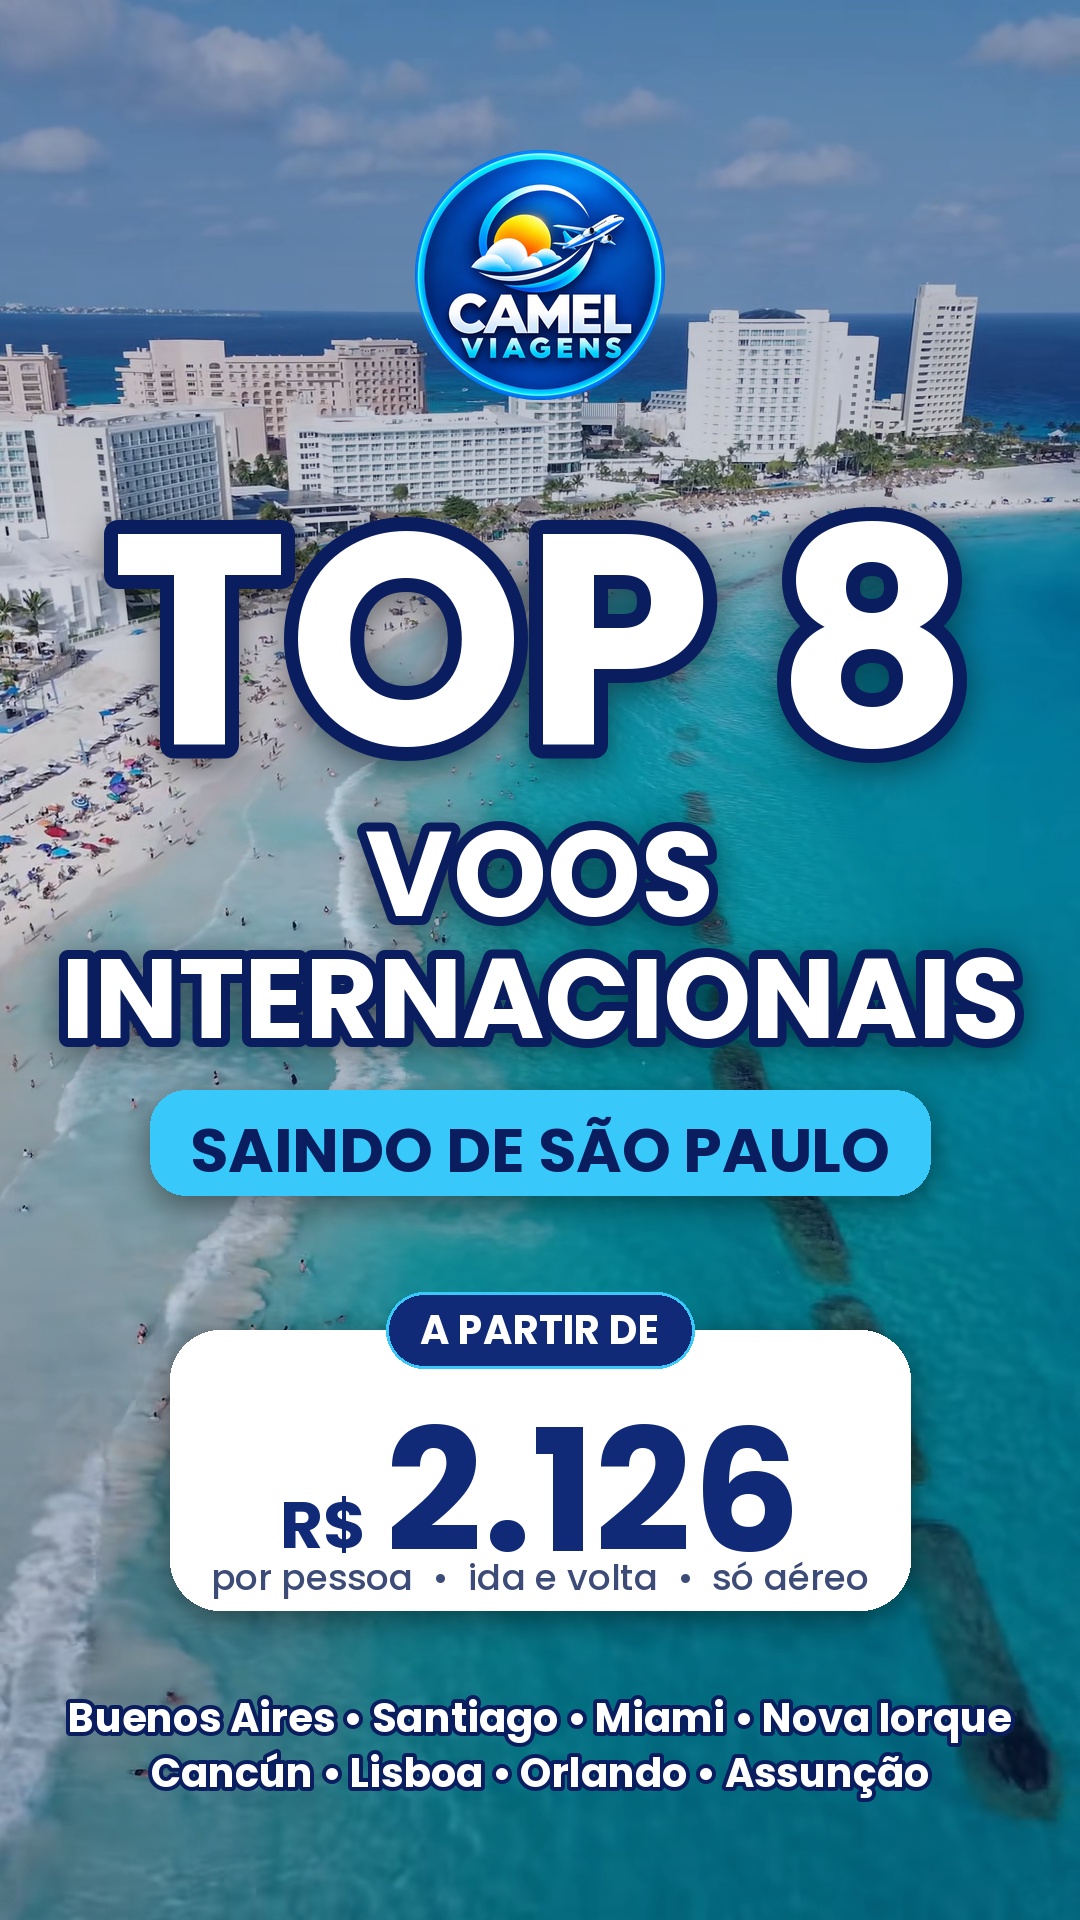 CAMEL
VIAGENS
TOP 8
VOOS
INTERNACIONAIS
SAINDO DE SÃO PAULO
A PARTIR DE
R$ 2.126
por pessoa • ida e volta • só aéreo
Buenos Aires • Santiago • Miami • Nova Iorque
Cancún • Lisboa • Orlando • Assunção